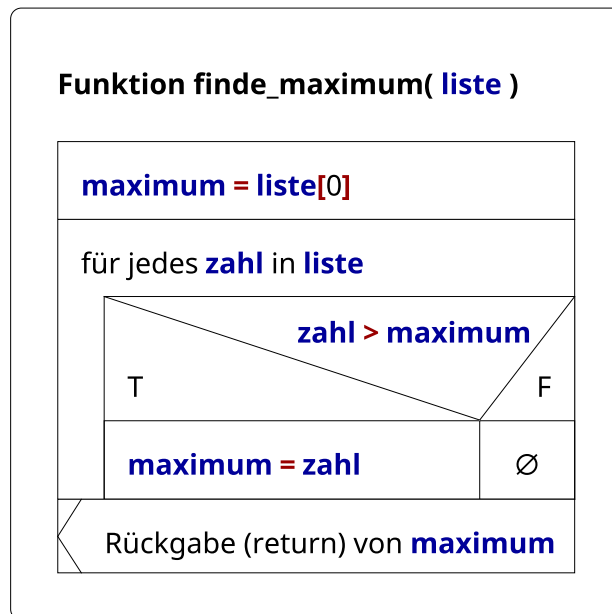 Funktion finde_maximum( liste )
maximum = liste[0]
für jedes zahl in liste
zahl > maximum
T F
maximum = zahl ∅
Rückgabe (return) von maximum